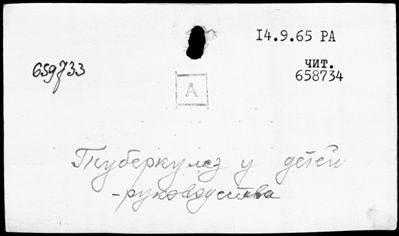 14.9.65 РА
659733
чит.
658734
А
Туберкулез у детей
- руководства